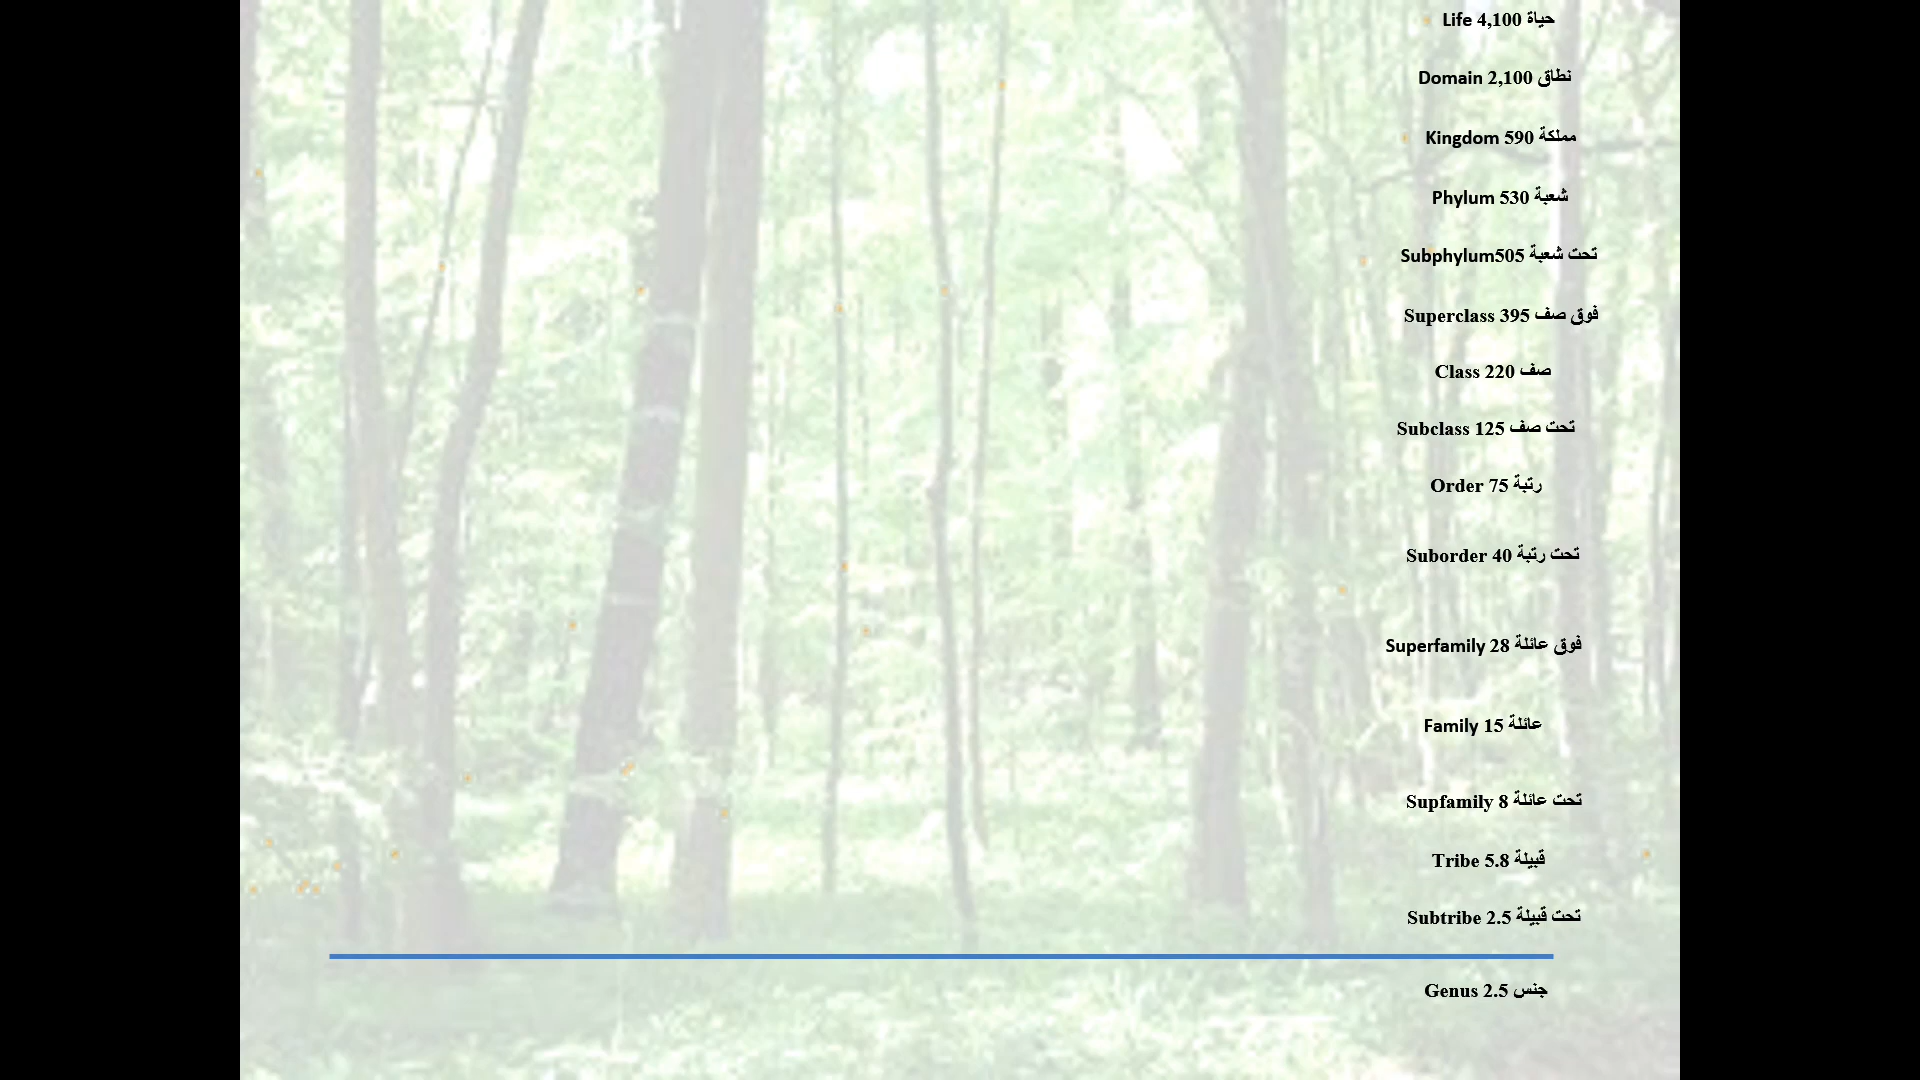 Life 4,100 حياة
Domain 2,100 نطاق
Kingdom 590 مملكة
Phylum 530 شعبة
Subphylum505 تحت شعبة
Superclass 395 فوق صف
Class 220 صف
Subclass 125 تحت صف
Order 75 رتبة
Suborder 40 تحت رتبة
Superfamily 28 فوق عائلة
Family 15 عائلة
Supfamily 8 تحت عائلة
Tribe 5.8 قبيلة
Subtribe 2.5 تحت قبيلة
Genus 2.5 جنس